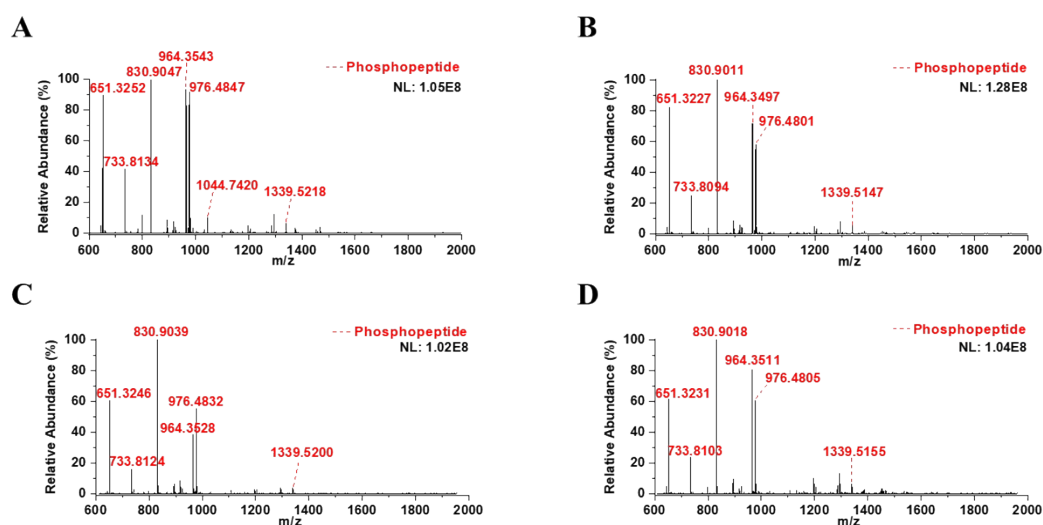 A
Relative Abundance (%)
100
80
60
40
20
0
600 800 1000 1200 1400 1600 1800 2000
m/z
651.3252
733.8134
830.9047
964.3543
976.4847
1044.7420
1339.5218
--- Phosphopeptide
NL: 1.05E8
B
Relative Abundance (%)
100
80
60
40
20
0
600 800 1000 1200 1400 1600 1800 2000
m/z
651.3227
733.8094
830.9011
964.3497
976.4801
1339.5147
--- Phosphopeptide
NL: 1.28E8
C
Relative Abundance (%)
100
80
60
40
20
0
600 800 1000 1200 1400 1600 1800 2000
m/z
651.3246
733.8124
830.9039
964.3528
976.4832
1339.5200
--- Phosphopeptide
NL: 1.02E8
D
Relative Abundance (%)
100
80
60
40
20
0
600 800 1000 1200 1400 1600 1800 2000
m/z
651.3231
733.8103
830.9018
964.3511
976.4805
1339.5155
--- Phosphopeptide
NL: 1.04E8